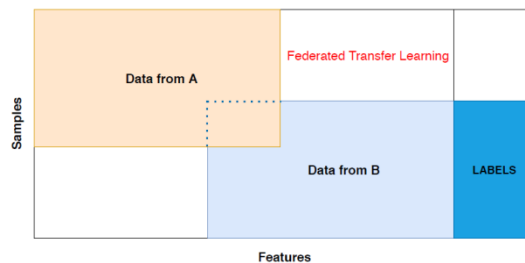 Federated Transfer Learning
Data from A
Samples
Data from B
LABELS
Features